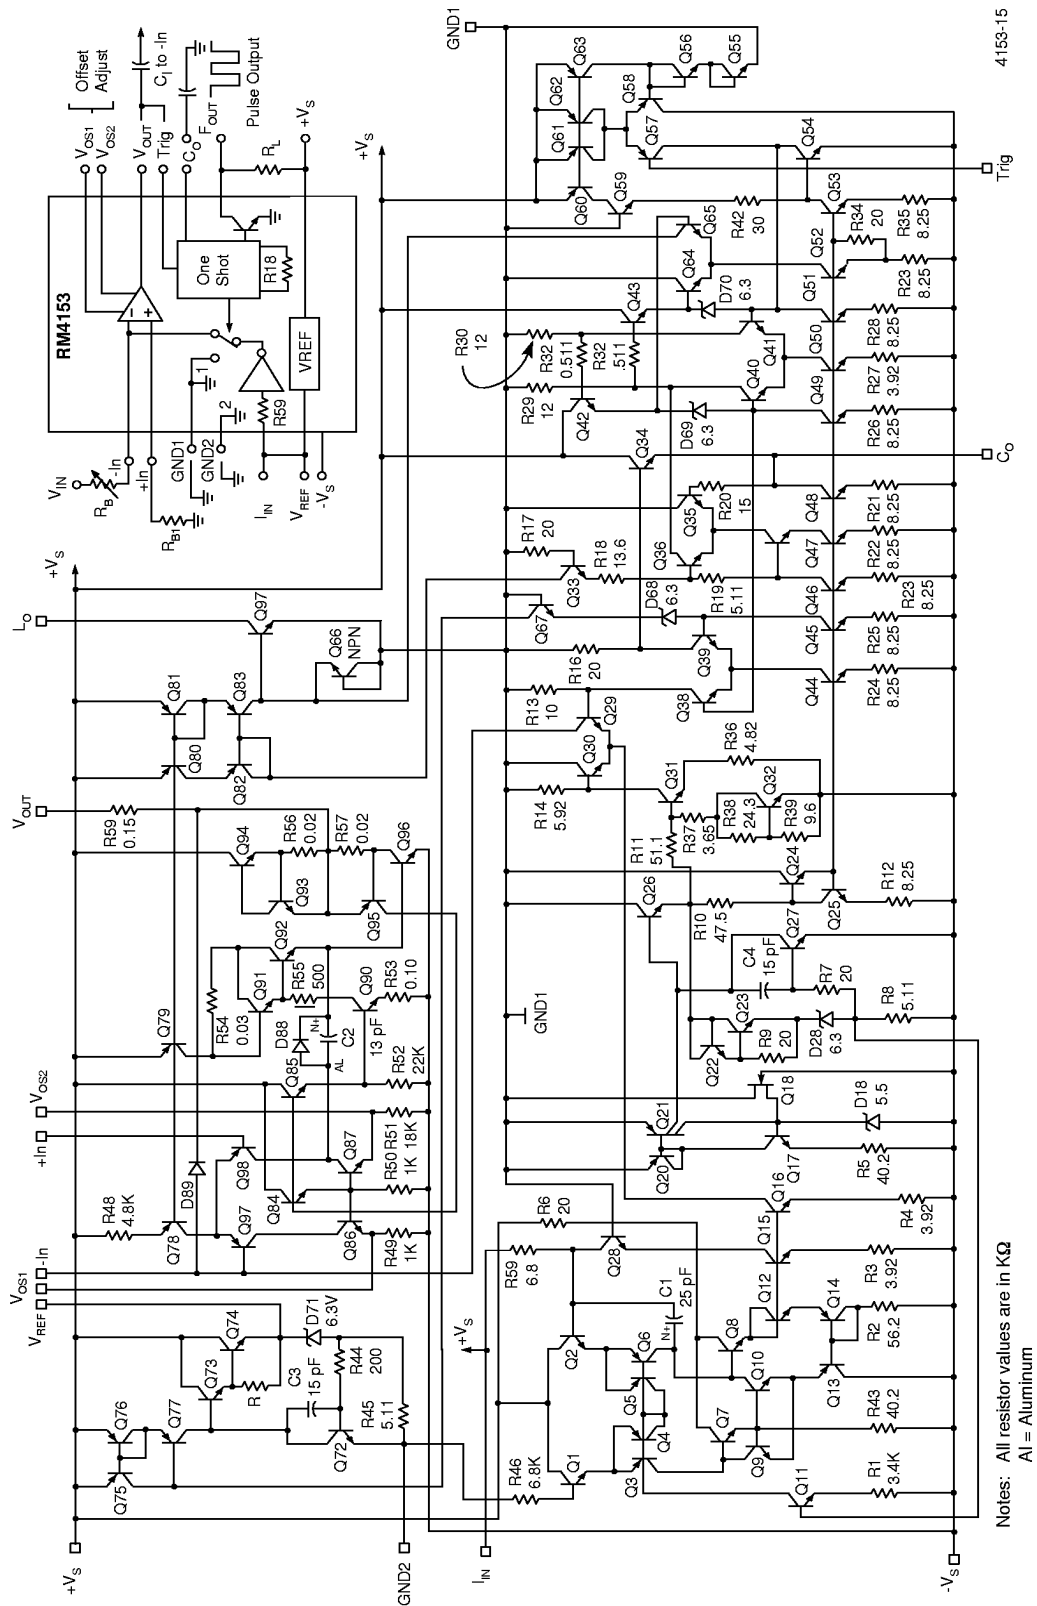 RM4153
VOS1
VOS2
VOUT
Trig
CO
FOUT
Offset
Adjust
CI to -In
Pulse Output
RL
+VS
One
Shot
R18
VREF
R59
1
2
VIN
RB
-In
+In
RB1
GND1
GND2
IIN
VREF
-VS
+VS
GND2
IIN
-VS
VREF
VOS1
-In
+In
VOS2
VOUT
LO
+VS
+VS
GND1
Trig
CO
+VS
GND1
Q75
Q76
Q77
Q73
Q74
R
C3
15 pF
D71
6.3V
R44
200
R45
5.11
Q72
R48
4.8K
Q78
D89
Q97
Q98
Q84
Q86
Q87
R49
1K
R50
1K
R51
18K
Q79
R54
0.03
Q91
Q92
D88
R55
500
Q85
AL
N+
C2
13 pF
Q90
R52
22K
R53
0.10
R59
0.15
Q94
R56
0.02
R57
0.02
Q93
Q95
Q96
Q80
Q81
Q82
Q83
Q97
Q66
NPN
R46
6.8K
Q1
Q2
Q3
Q4
Q5
Q6
N+
C1
25 pF
Q7
Q8
Q9
Q10
Q11
Q12
Q13
Q14
R1
3.4K
R43
40.2
R2
56.2
R3
3.92
R4
3.92
R59
6.8
R6
20
Q28
Q15
Q16
Q20
Q21
Q17
Q18
R5
40.2
D18
5.5
Q22
Q23
R9
20
D28
6.3
C4
15 pF
R7
20
R8
5.11
Q26
R10
47.5
Q27
Q24
Q25
R12
8.25
R11
51.1
R14
5.92
Q30
Q29
R13
10
Q31
R37
3.65
R36
4.82
R38
24.3
Q32
R39
9.6
R16
20
Q38
Q39
Q67
D68
6.3
Q33
R17
20
R18
13.6
R19
5.11
Q36
Q35
R20
15
Q34
Q44
Q45
Q46
Q47
Q48
R24
8.25
R25
8.25
R23
8.25
R22
8.25
R21
8.25
R29
12
R30
12
R32
0.511
R32
.511
Q42
Q43
D69
6.3
Q40
Q41
Q64
Q65
D70
6.3
Q49
Q50
Q51
Q52
Q53
Q54
R26
8.25
R27
3.92
R28
8.25
R23
8.25
R34
20
R35
8.25
Q60
Q59
Q61
Q62
Q63
Q57
Q58
Q56
Q55
R42
30
4153-15
Notes: All resistor values are in KΩ
Al = Aluminum